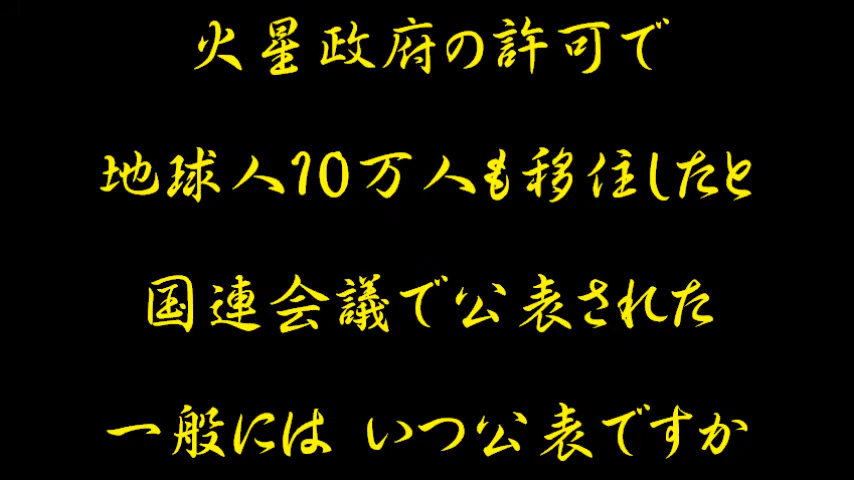 火星政府の許可で
地球人10万人も移住したと
国連会議で公表された
一般には いつ公表ですか